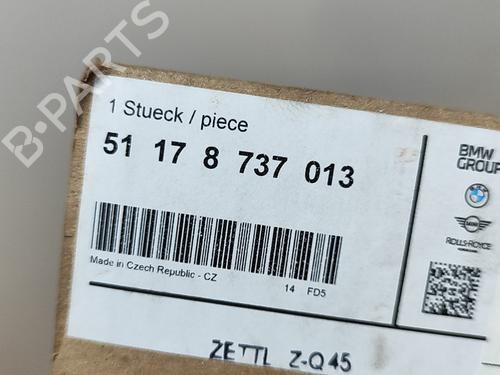 1 Stueck / piece
51 17 8 737 013
Made in Czech Republic - CZ 14 FD5
ZETTL Z-Q45
BMW
GROUP
MINI
ROLLS-ROYCE
B-PARTS